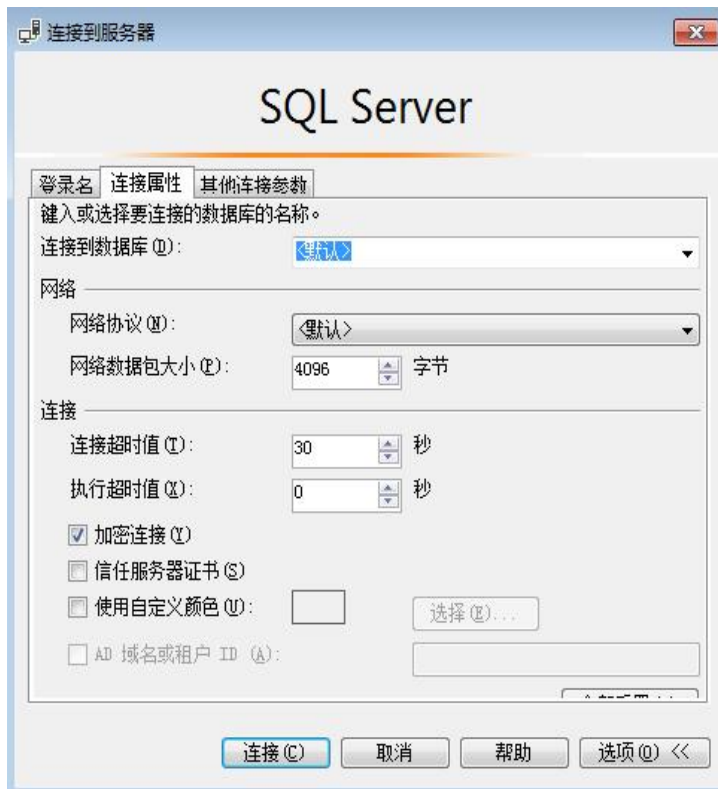 连接到服务器
SQL Server
登录名 连接属性 其他连接参数
键入或选择要连接的数据库的名称。
连接到数据库(D): <默认>
网络
网络协议(N): <默认>
网络数据包大小(P): 4096 字节
连接
连接超时值(T): 30 秒
执行超时值(X): 0 秒
加密连接(Y)
信任服务器证书(S)
使用自定义颜色(U): 选择(E)...
AD 域名或租户 ID (A):
连接(C) 取消 帮助 选项(O) <<